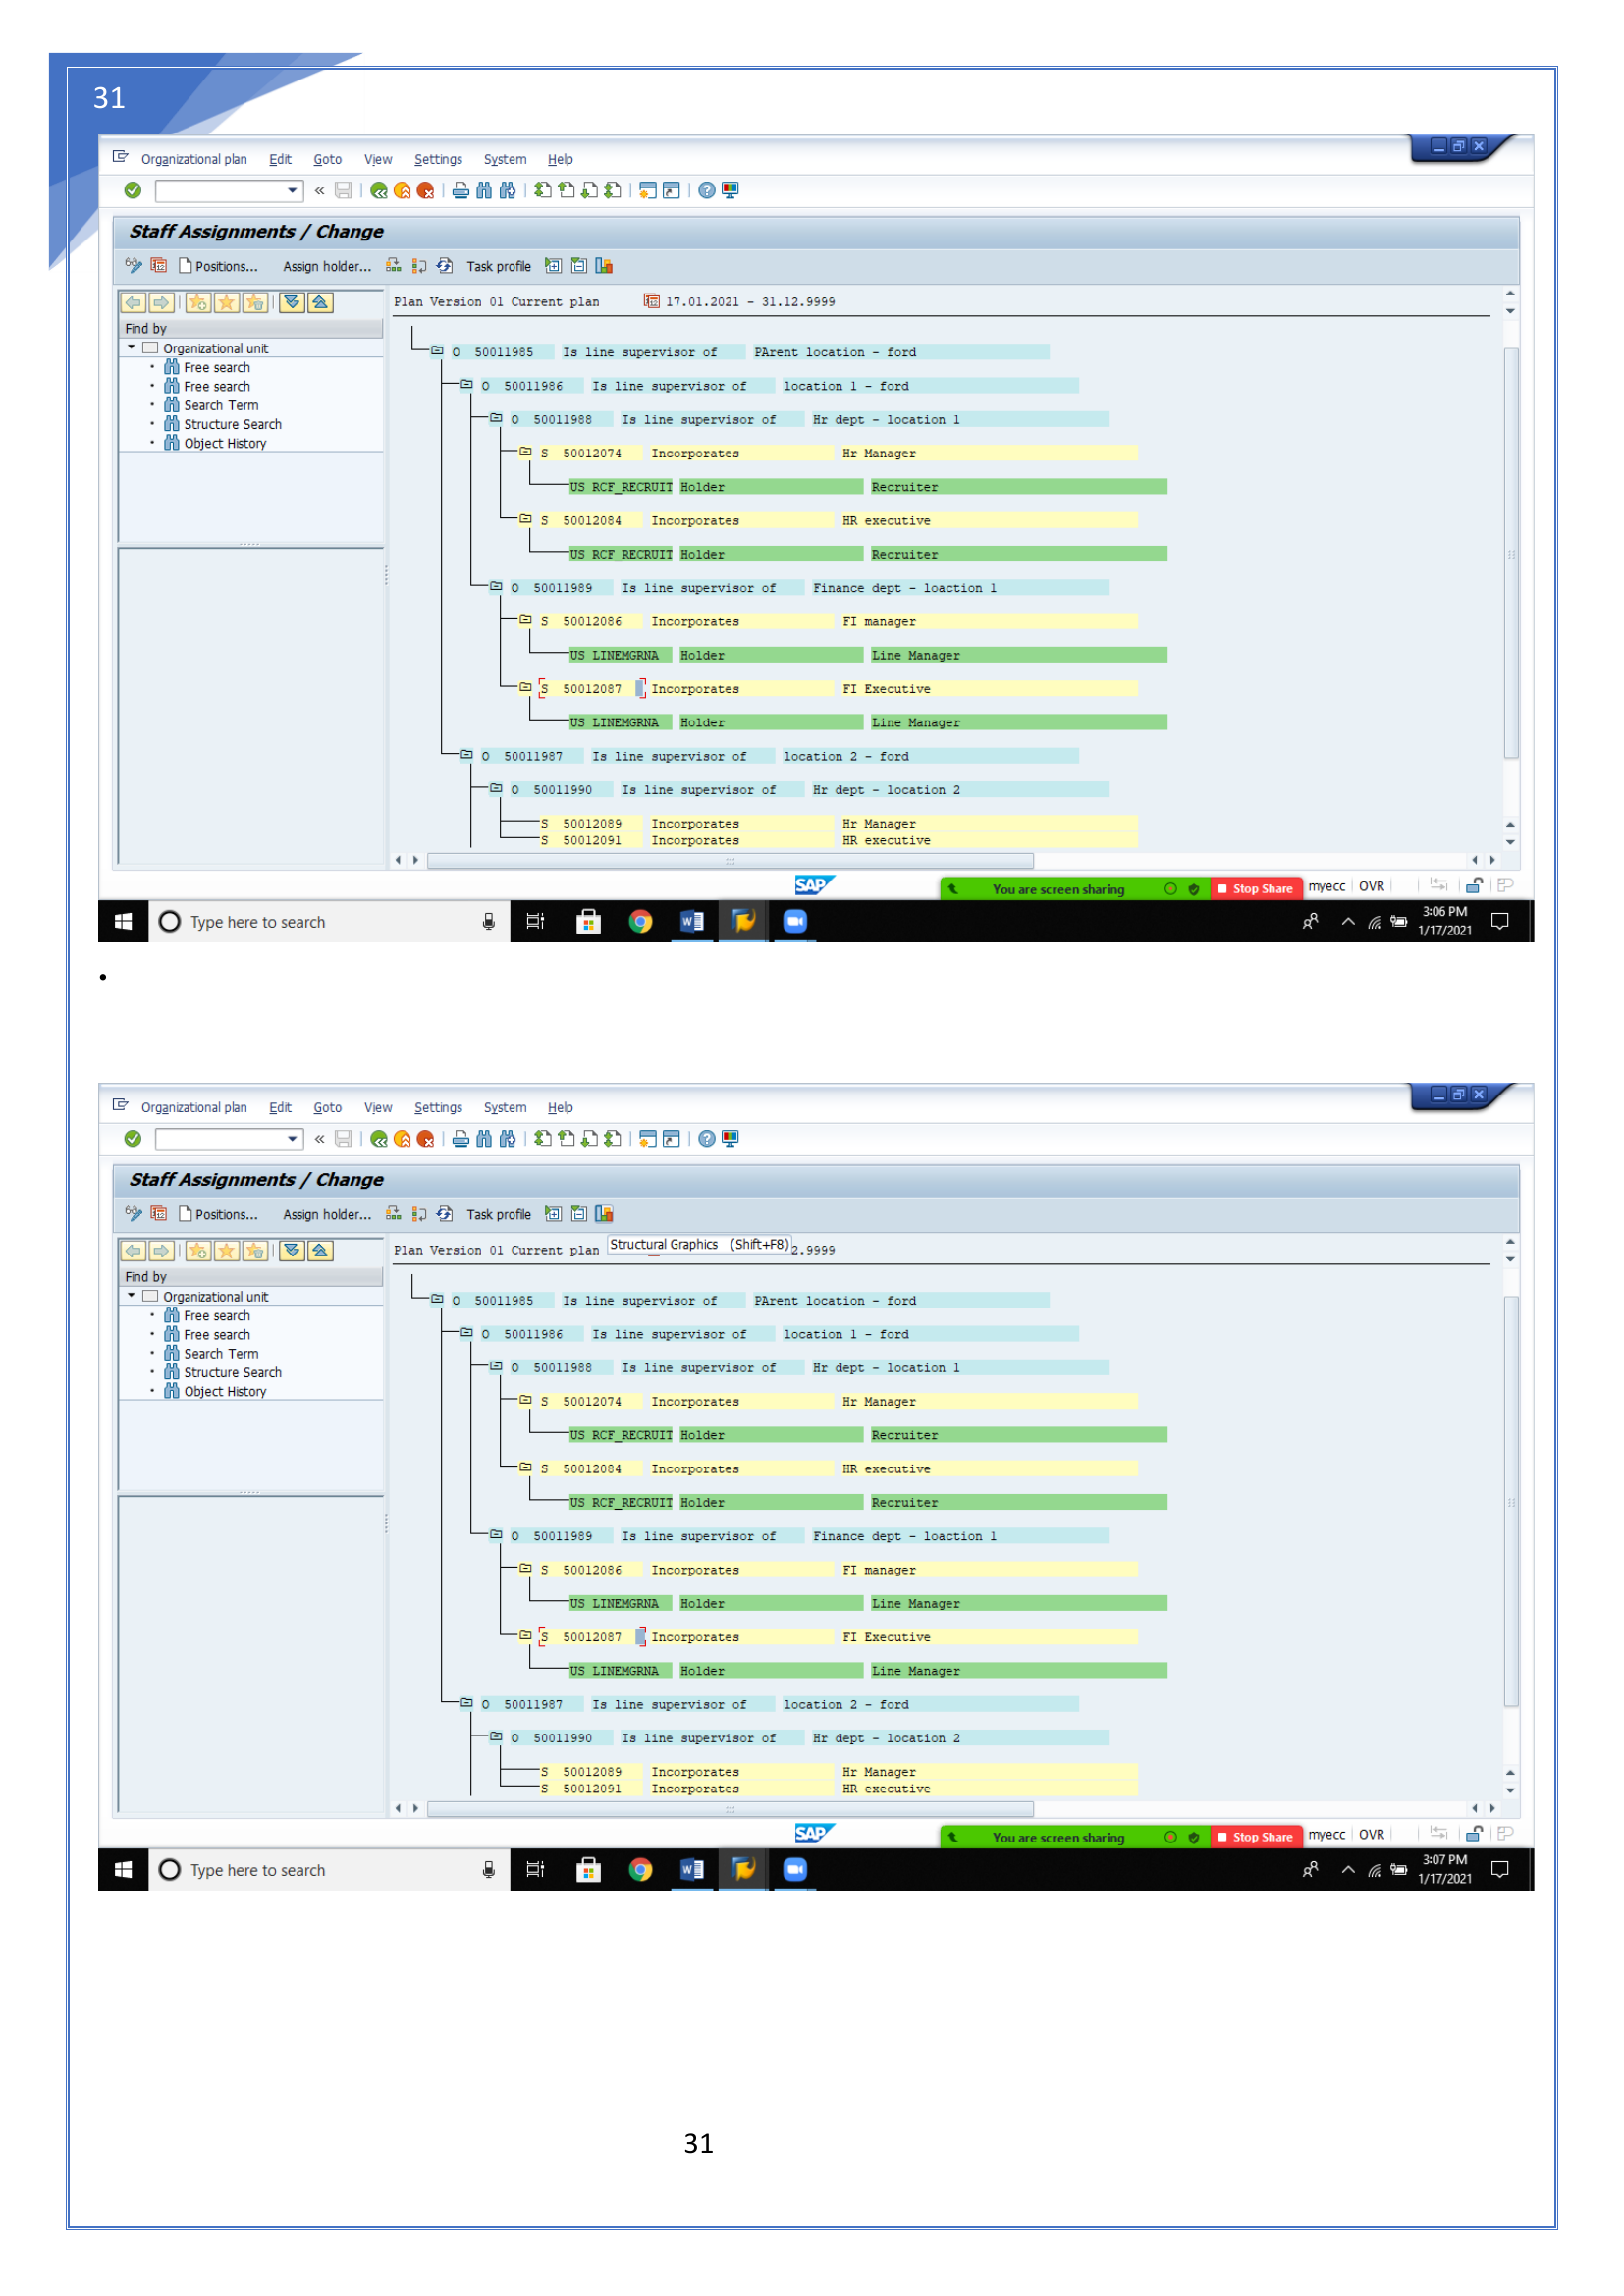 31
Organizational plan Edit Goto View Settings System Help
Staff Assignments / Change
Positions... Assign holder... Task profile
Plan Version 01 Current plan 17.01.2021 - 31.12.9999
Find by
Organizational unit
Free search
Free search
Search Term
Structure Search
Object History
O 50011985 Is line supervisor of PArent location - ford
O 50011986 Is line supervisor of location 1 - ford
O 50011988 Is line supervisor of Hr dept - location 1
S 50012074 Incorporates Hr Manager
US RCF_RECRUIT Holder Recruiter
S 50012084 Incorporates HR executive
US RCF_RECRUIT Holder Recruiter
O 50011989 Is line supervisor of Finance dept - loaction 1
S 50012086 Incorporates FI manager
US LINEMGRNA Holder Line Manager
S 50012087 Incorporates FI Executive
US LINEMGRNA Holder Line Manager
O 50011987 Is line supervisor of location 2 - ford
O 50011990 Is line supervisor of Hr dept - location 2
S 50012089 Incorporates Hr Manager
S 50012091 Incorporates HR executive
SAP You are screen sharing Stop Share myecc OVR
Type here to search 3:06 PM
1/17/2021
•
Organizational plan Edit Goto View Settings System Help
Staff Assignments / Change
Positions... Assign holder... Task profile
Plan Version 01 Current plan Structural Graphics (Shift+F8) 2.9999
Find by
Organizational unit
Free search
Free search
Search Term
Structure Search
Object History
O 50011985 Is line supervisor of PArent location - ford
O 50011986 Is line supervisor of location 1 - ford
O 50011988 Is line supervisor of Hr dept - location 1
S 50012074 Incorporates Hr Manager
US RCF_RECRUIT Holder Recruiter
S 50012084 Incorporates HR executive
US RCF_RECRUIT Holder Recruiter
O 50011989 Is line supervisor of Finance dept - loaction 1
S 50012086 Incorporates FI manager
US LINEMGRNA Holder Line Manager
S 50012087 Incorporates FI Executive
US LINEMGRNA Holder Line Manager
O 50011987 Is line supervisor of location 2 - ford
O 50011990 Is line supervisor of Hr dept - location 2
S 50012089 Incorporates Hr Manager
S 50012091 Incorporates HR executive
SAP You are screen sharing Stop Share myecc OVR
Type here to search 3:07 PM
1/17/2021
31